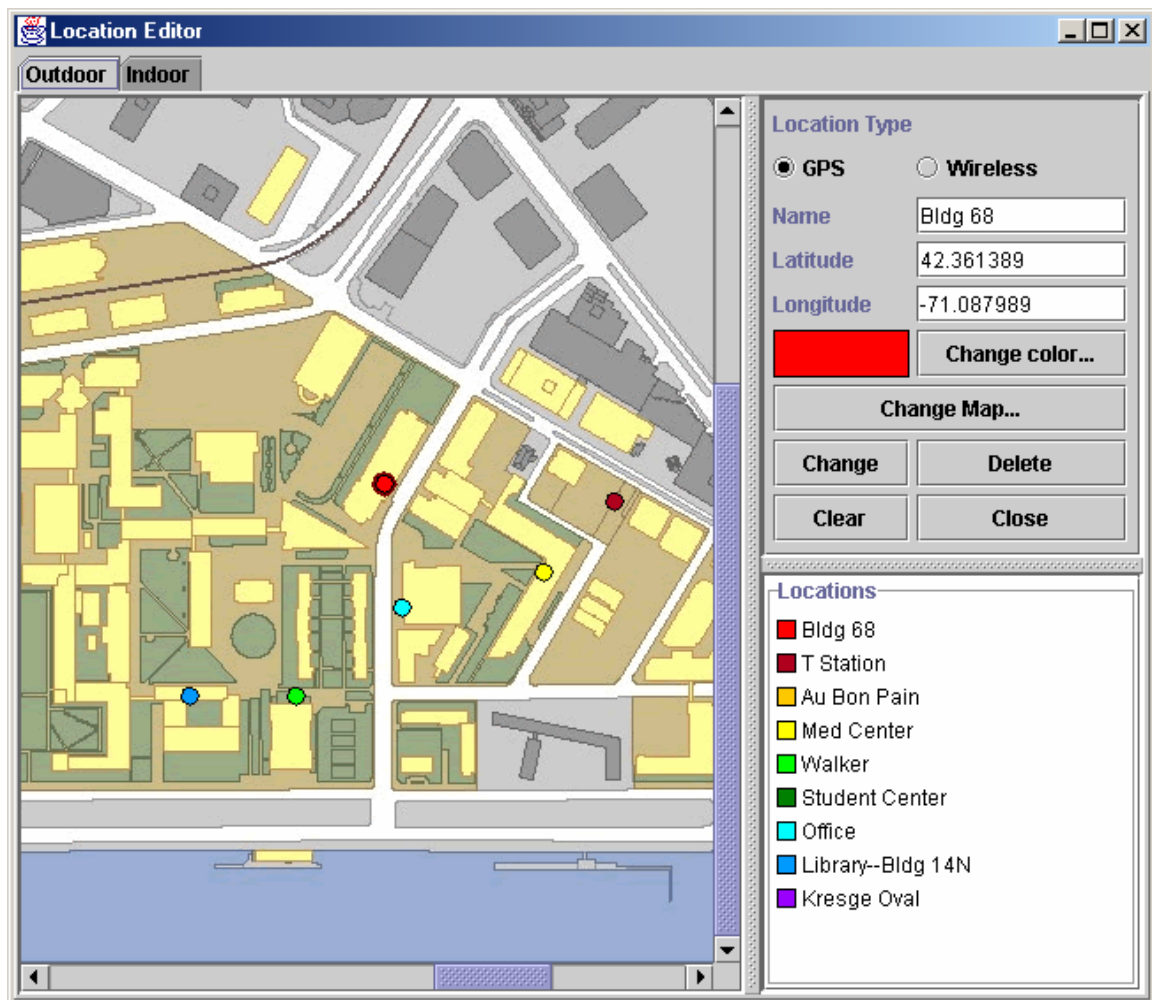 Location Editor
Outdoor Indoor
Location Type
GPS Wireless
Name Bldg 68
Latitude 42.361389
Longitude -71.087989
Change color...
Change Map...
Change Delete
Clear Close
Locations
Bldg 68
T Station
Au Bon Pain
Med Center
Walker
Student Center
Office
Library--Bldg 14N
Kresge Oval